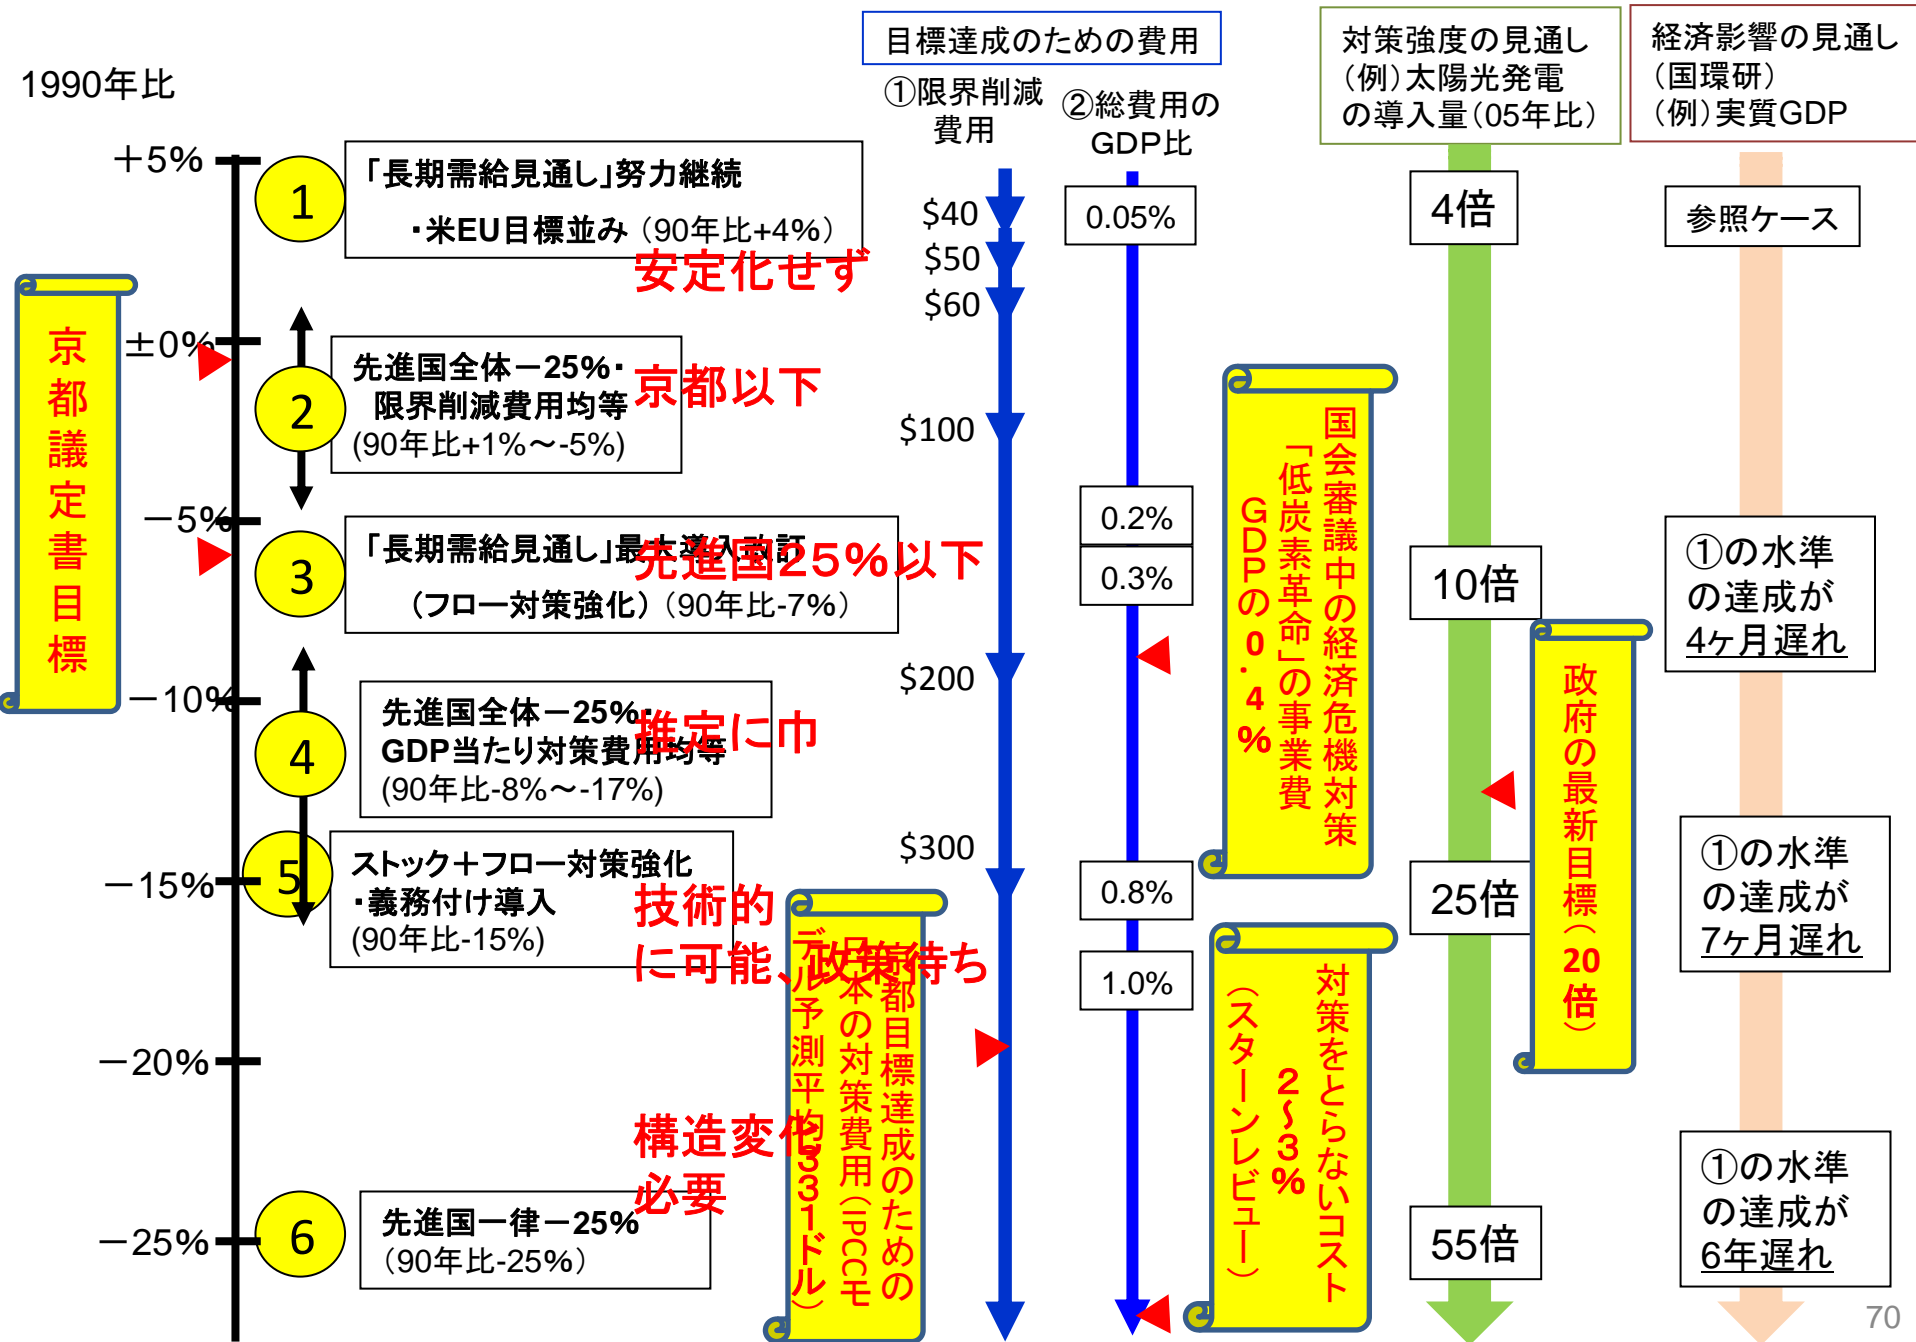 1990年比
+5%
±0%
－5%
－10%
－15%
－20%
－25%
京都議定書目標
1
「長期需給見通し」努力継続
・米EU目標並み（90年比+4%）
安定化せず
2
先進国全体－25%・
限界削減費用均等
(90年比+1%～-5%)
京都以下
3
「長期需給見通し」最大導入改訂
（フロー対策強化）（90年比-7%）
先進国25%以下
4
先進国全体－25%・
GDP当たり対策費用均等
(90年比-8%～-17%)
推定に巾
5
ストック＋フロー対策強化
・義務付け導入
(90年比-15%)
技術的
に可能、政策待ち
構造変化
必要
6
先進国一律－25%
（90年比-25%）
目標達成のための費用
①限界削減
費用
$40
$50
$60
$100
$200
$300
京都目標達成のための
日本の対策費用（IPCCモ
デル予測平均331ドル）
②総費用の
GDP比
0.05%
0.2%
0.3%
0.8%
1.0%
国会審議中の経済危機対策
「低炭素革命」の事業費
GDPの0.4%
対策をとらないコスト
2～3%
（スターンレビュー）
対策強度の見通し
（例）太陽光発電
の導入量（05年比）
4倍
10倍
25倍
55倍
政府の最新目標（20倍）
経済影響の見通し
（国環研）
（例）実質GDP
参照ケース
①の水準
の達成が
4ヶ月遅れ
①の水準
の達成が
7ヶ月遅れ
①の水準
の達成が
6年遅れ
70